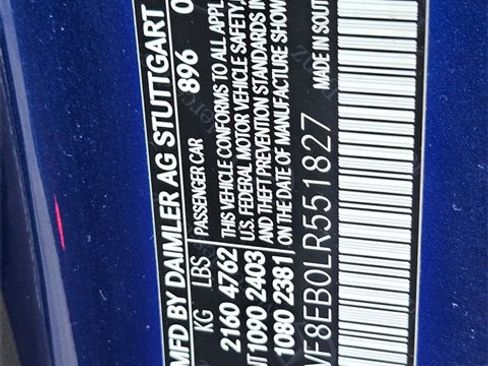 MFD BY DAIMLER AG STUTTGART 0
KG LBS PASSENGER CAR 896
2160 4762 THIS VEHICLE CONFORMS TO ALL APPL
1090 2403 U.S. FEDERAL MOTOR VEHICLE SAFETY,
AND THEFT PREVENTION STANDARDS IN
1080 2381 ON DATE OF MANUFACTURE SHOW
F8EB0LR551827 MADE IN SOUT